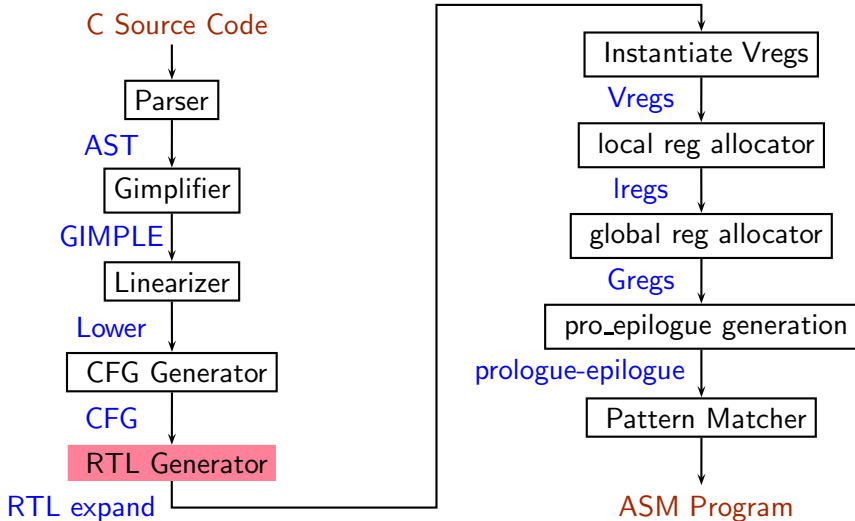 C Source Code
Parser
AST
Gimplifier
GIMPLE
Linearizer
Lower
CFG Generator
CFG
RTL Generator
RTL expand
Instantiate Vregs
Vregs
local reg allocator
lregs
global reg allocator
Gregs
pro_epilogue generation
prologue-epilogue
Pattern Matcher
ASM Program